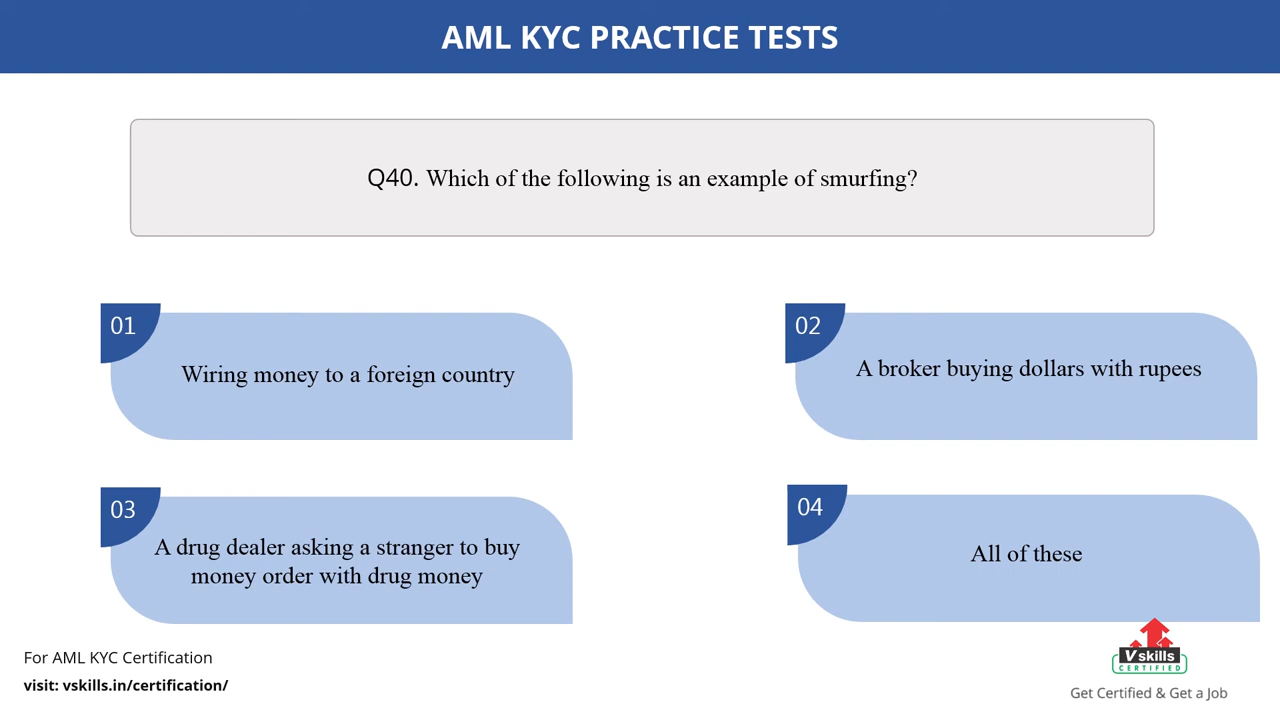 AML KYC PRACTICE TESTS
Q40. Which of the following is an example of smurfing?
01
Wiring money to a foreign country
02
A broker buying dollars with rupees
03
A drug dealer asking a stranger to buy
money order with drug money
04
All of these
For AML KYC Certification
visit: vskills.in/certification/
Vskills
CERTIFIED
Get Certified & Get a Job